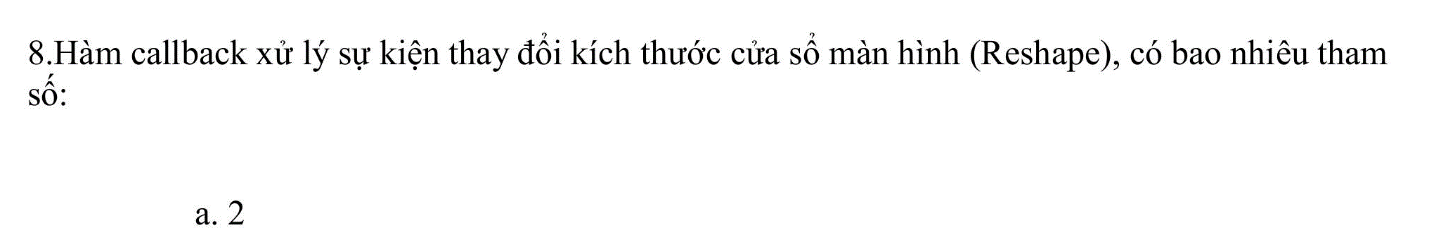 8.Hàm callback xử lý sự kiện thay đổi kích thước cửa sổ màn hình (Reshape), có bao nhiêu tham
số:
a. 2